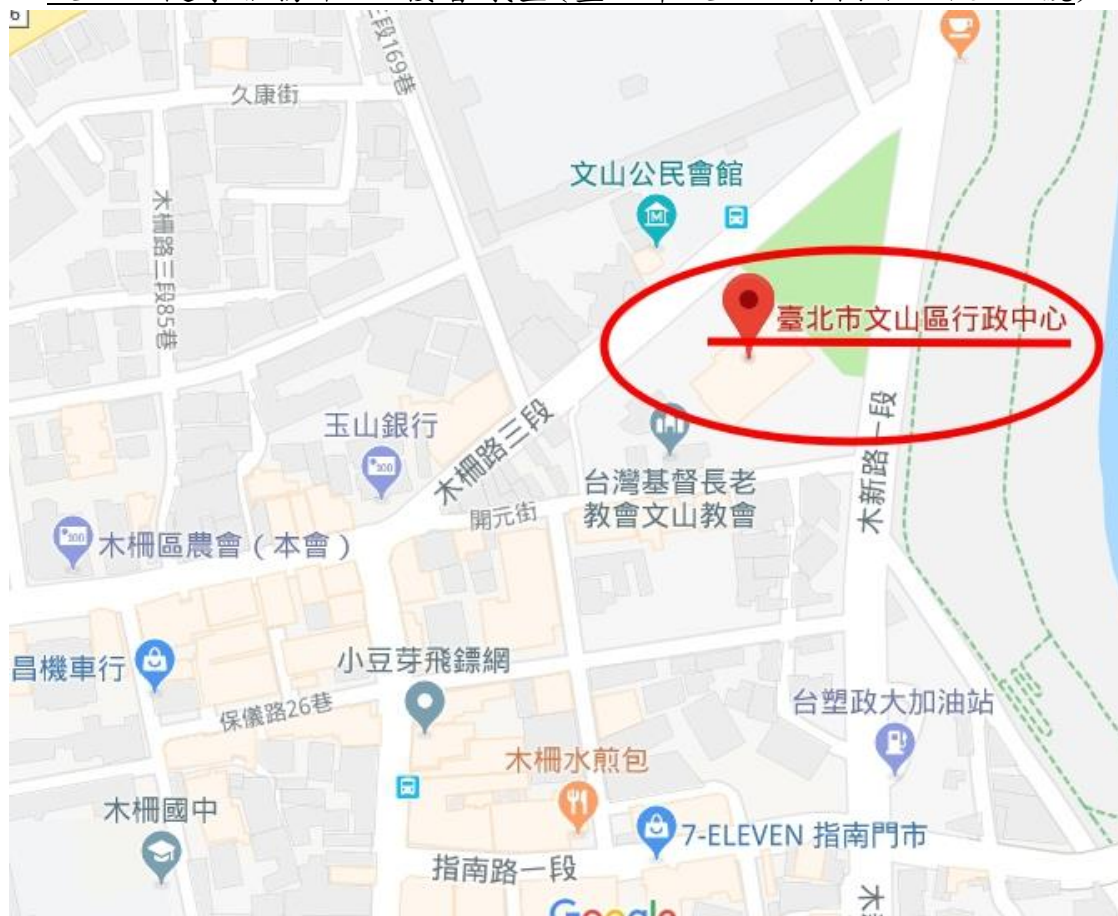 久康街
三段169巷
文山公民會館
木柵路三段85巷
臺北市文山區行政中心
玉山銀行
木柵路三段
木新路一段
台灣基督長老
教會文山教會
開元街
木柵區農會（本會）
小豆芽飛鏢網
昌機車行
保儀路26巷
台塑政大加油站
木柵水煎包
木柵國中
7-ELEVEN 指南門市
指南路一段